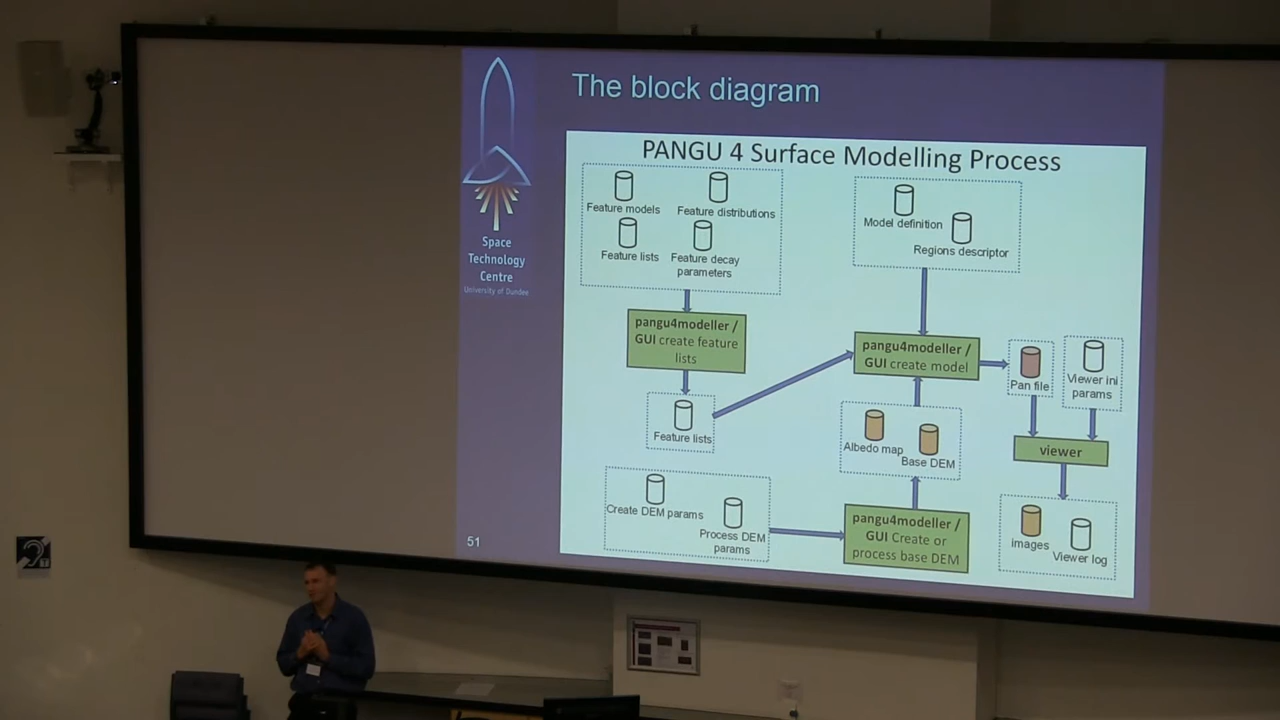 The block diagram
Space
Technology
Centre
University of Dundee
51
PANGU 4 Surface Modelling Process
Feature models
Feature distributions
Feature lists
Feature decay
parameters
Model definition
Regions descriptor
pangu4modeller /
GUI create feature
lists
Feature lists
pangu4modeller /
GUI create model
Pan file
Viewer ini
params
Albedo map
Base DEM
viewer
Create DEM params
Process DEM
params
pangu4modeller /
GUI Create or
process base DEM
images
Viewer log